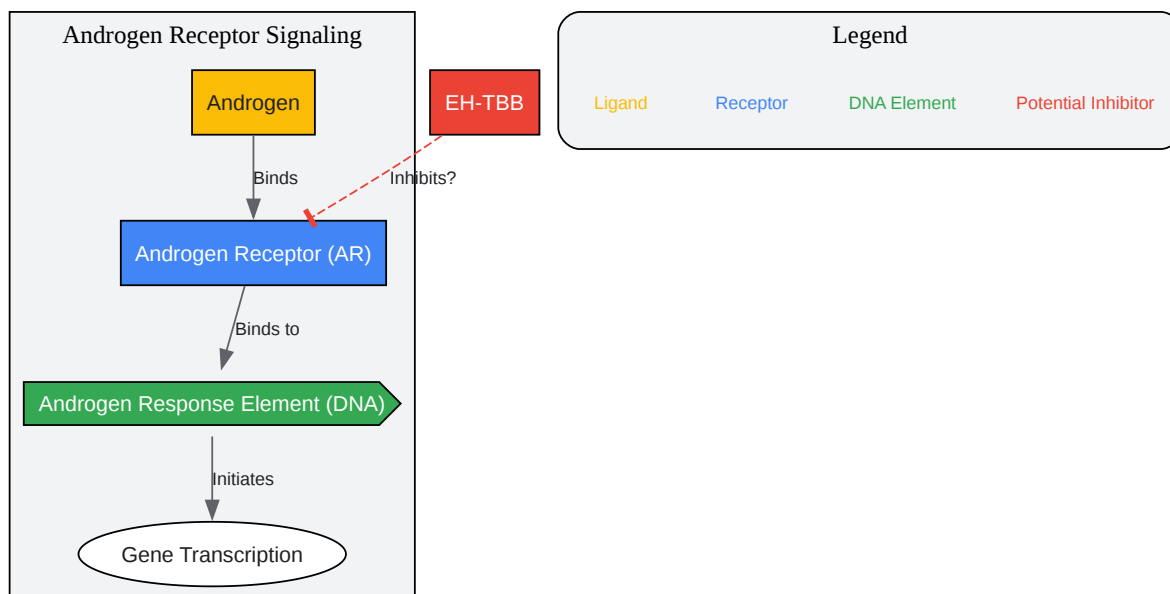 Androgen Receptor Signaling
Androgen
EH-TBB
Binds
Inhibits?
Androgen Receptor (AR)
Binds to
Androgen Response Element (DNA)
Initiates
Gene Transcription
Legend
Ligand
Receptor
DNA Element
Potential Inhibitor